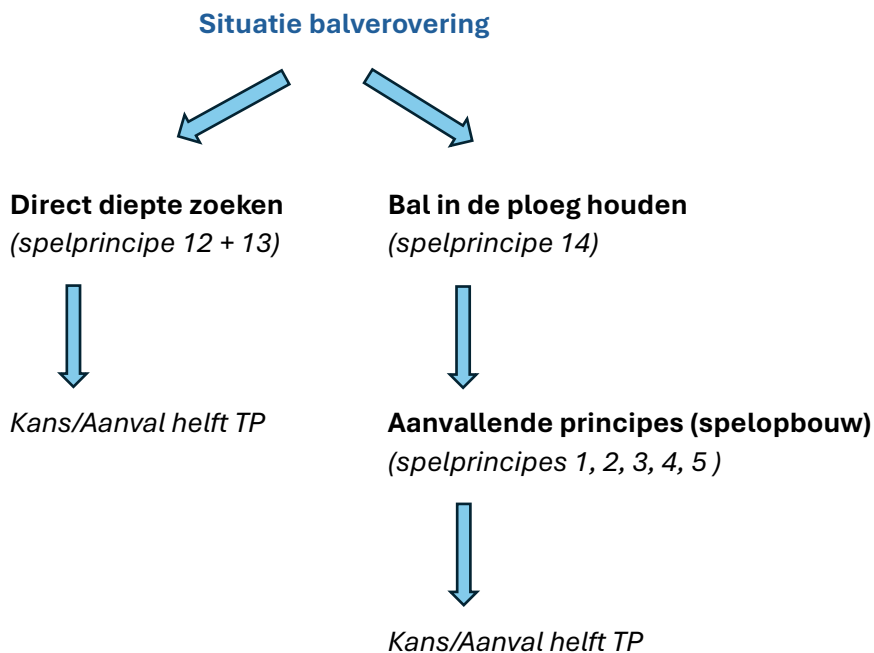 Situatie balverovering
Direct diepte zoeken
(spelprincipe 12 + 13)
Bal in de ploeg houden
(spelprincipe 14)
Kans/Aanval helft TP
Aanvallende principes (spelopbouw)
(spelprincipes 1, 2, 3, 4, 5 )
Kans/Aanval helft TP